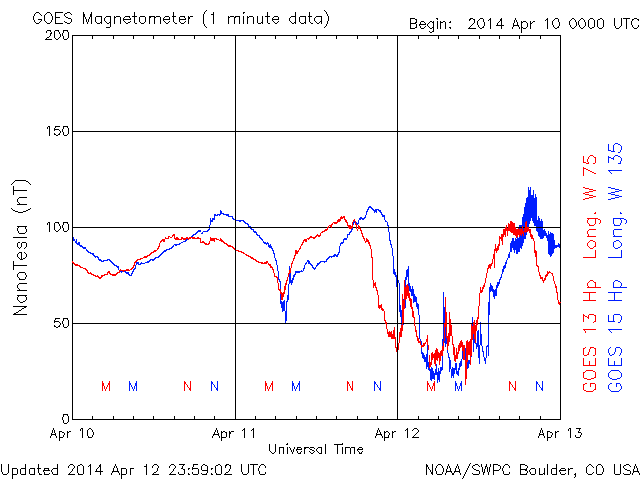 GOES Magnetometer (1 minute data)
Begin: 2014 Apr 10 0000 UTC
200
150
100
50
0
NanoTesla (nT)
M M N N M M N N M M N N
Apr 10 Apr 11 Apr 12 Apr 13
Universal Time
GOES 13 Hp Long. W 75
GOES 15 Hp Long. W 135
Updated 2014 Apr 12 23:59:02 UTC
NOAA/SWPC Boulder, CO USA